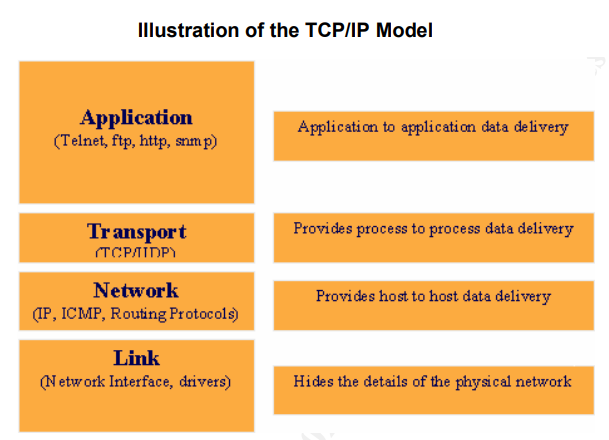 Illustration of the TCP/IP Model
Application
(Telnet, ftp, http, snmp)
Application to application data delivery
Transport
(TCP/UDP)
Provides process to process data delivery
Network
(IP, ICMP, Routing Protocols)
Provides host to host data delivery
Link
(Network Interface, drivers)
Hides the details of the physical network